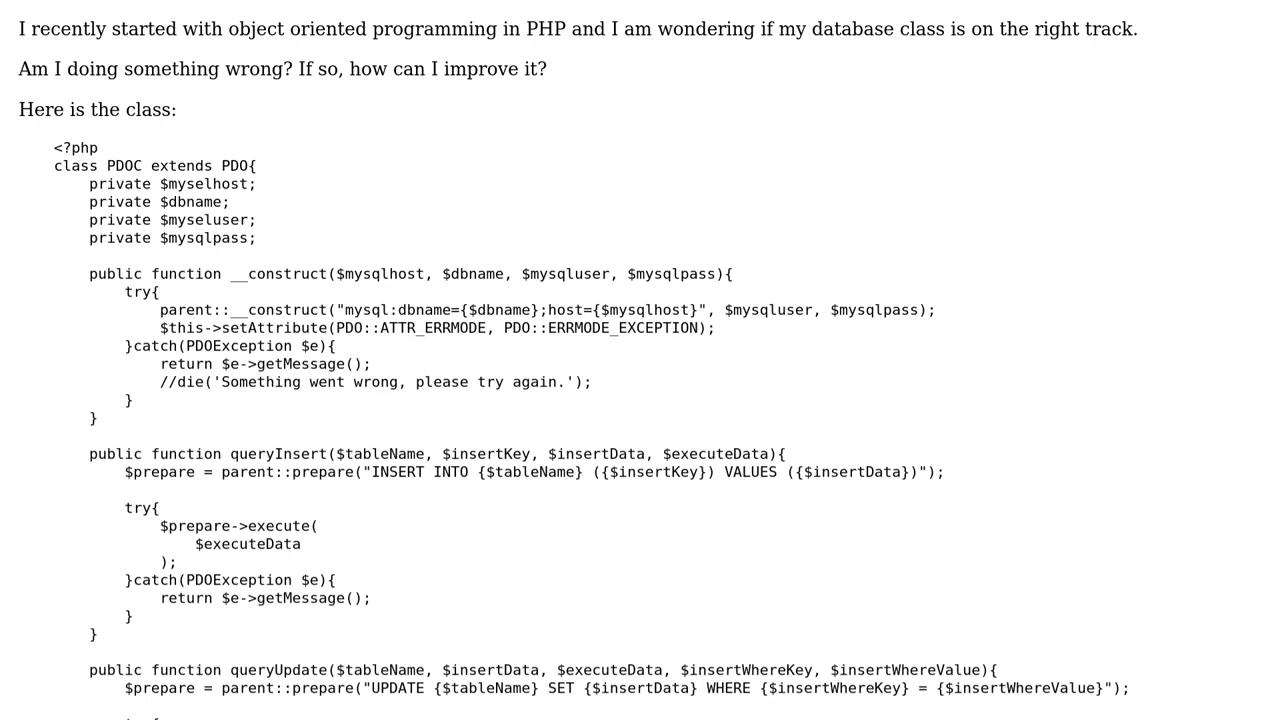 I recently started with object oriented programming in PHP and I am wondering if my database class is on the right track.
Am I doing something wrong? If so, how can I improve it?
Here is the class:
<?php
class PDOC extends PDO{
    private $myselhost;
    private $dbname;
    private $myseluser;
    private $mysqlpass;

    public function __construct($mysqlhost, $dbname, $mysqluser, $mysqlpass){
        try{
            parent::__construct("mysql:dbname={$dbname};host={$mysqlhost}", $mysqluser, $mysqlpass);
            $this->setAttribute(PDO::ATTR_ERRMODE, PDO::ERRMODE_EXCEPTION);
        }catch(PDOException $e){
            return $e->getMessage();
            //die('Something went wrong, please try again.');
        }
    }

    public function queryInsert($tableName, $insertKey, $insertData, $executeData){
        $prepare = parent::prepare("INSERT INTO {$tableName} ({$insertKey}) VALUES ({$insertData})");

        try{
            $prepare->execute(
                $executeData
            );
        }catch(PDOException $e){
            return $e->getMessage();
        }
    }

    public function queryUpdate($tableName, $insertData, $executeData, $insertWhereKey, $insertWhereValue){
        $prepare = parent::prepare("UPDATE {$tableName} SET {$insertData} WHERE {$insertWhereKey} = {$insertWhereValue}");